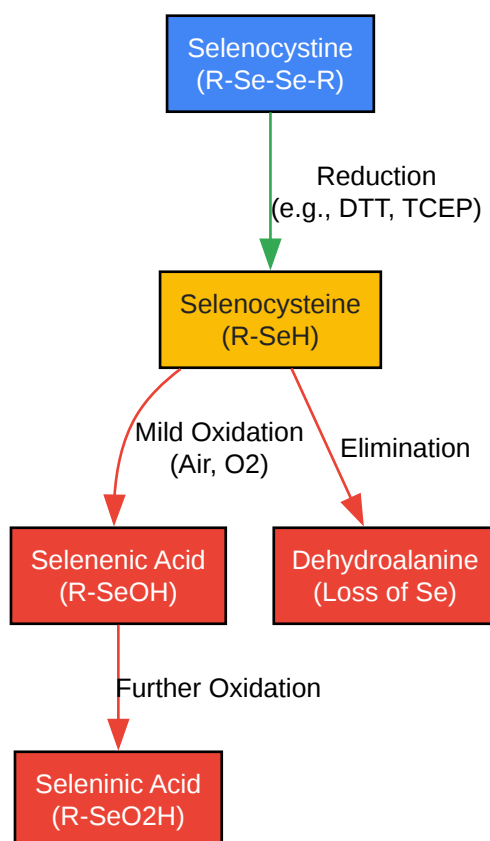 Selenocystine
(R-Se-Se-R)
Reduction
(e.g., DTT, TCEP)
Selenocysteine
(R-SeH)
Mild Oxidation
(Air, O2)
Elimination
Selenenic Acid
(R-SeOH)
Dehydroalanine
(Loss of Se)
Further Oxidation
Seleninic Acid
(R-SeO2H)